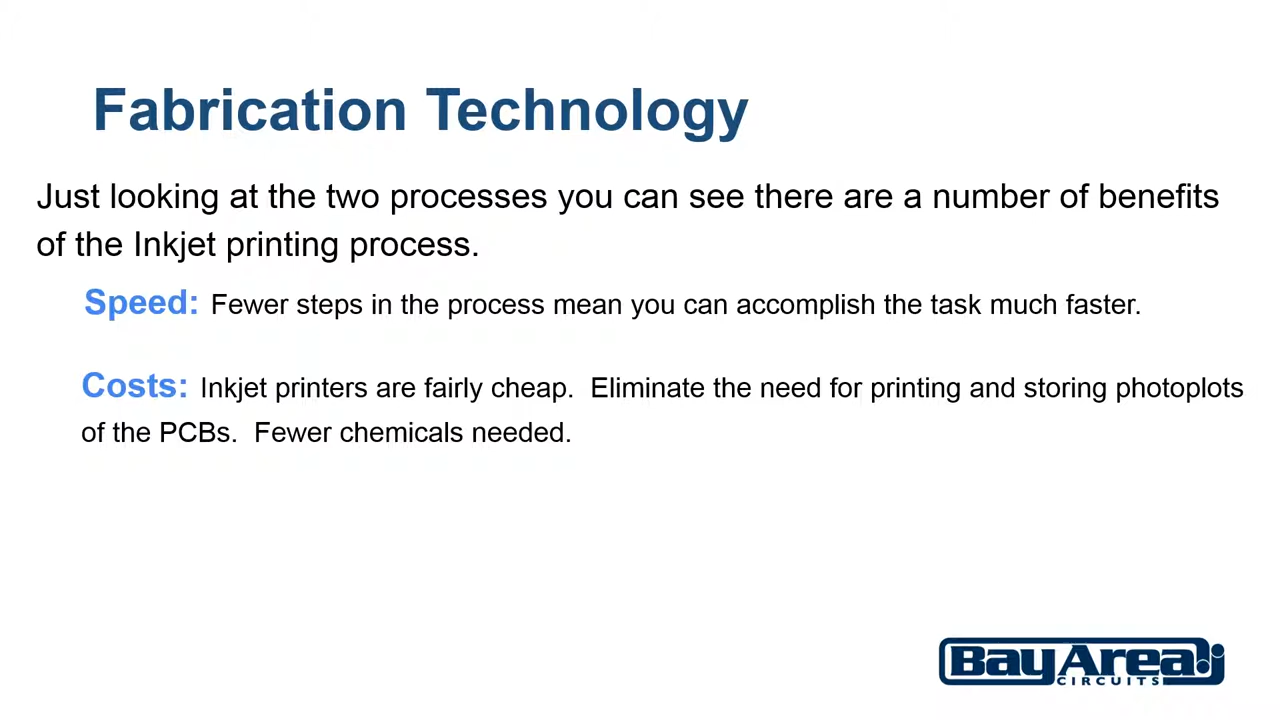 Fabrication Technology
Just looking at the two processes you can see there are a number of benefits
of the Inkjet printing process.
Speed: Fewer steps in the process mean you can accomplish the task much faster.
Costs: Inkjet printers are fairly cheap.  Eliminate the need for printing and storing photoplots
of the PCBs.  Fewer chemicals needed.
Bay Area
CIRCUITS